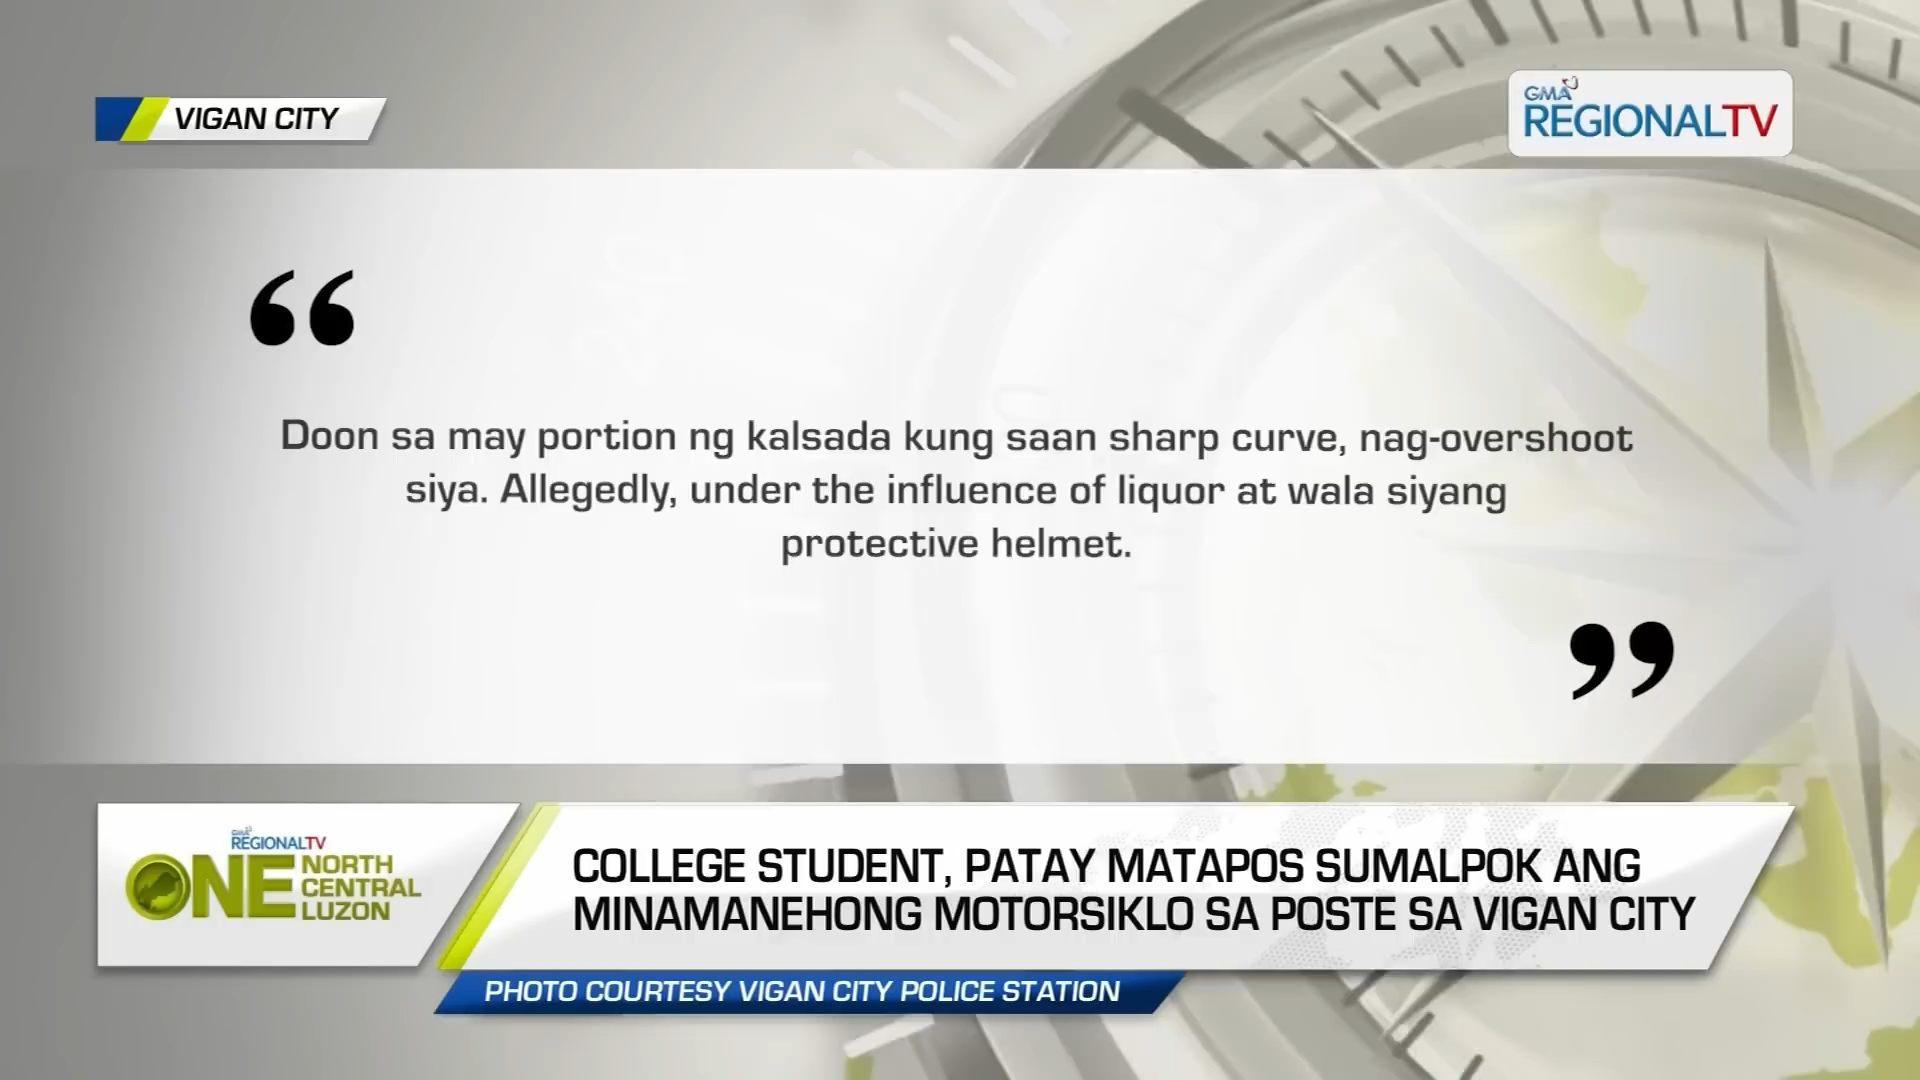 VIGAN CITY
GMA
REGIONALTV
“
Doon sa may portion ng kalsada kung saan sharp curve, nag-overshoot
siya. Allegedly, under the influence of liquor at wala siyang
protective helmet.
”
GMA
REGIONALTV
ONE NORTH
CENTRAL
LUZON
COLLEGE STUDENT, PATAY MATAPOS SUMALPOK ANG
MINAMANEHONG MOTORSIKLO SA POSTE SA VIGAN CITY
PHOTO COURTESY VIGAN CITY POLICE STATION